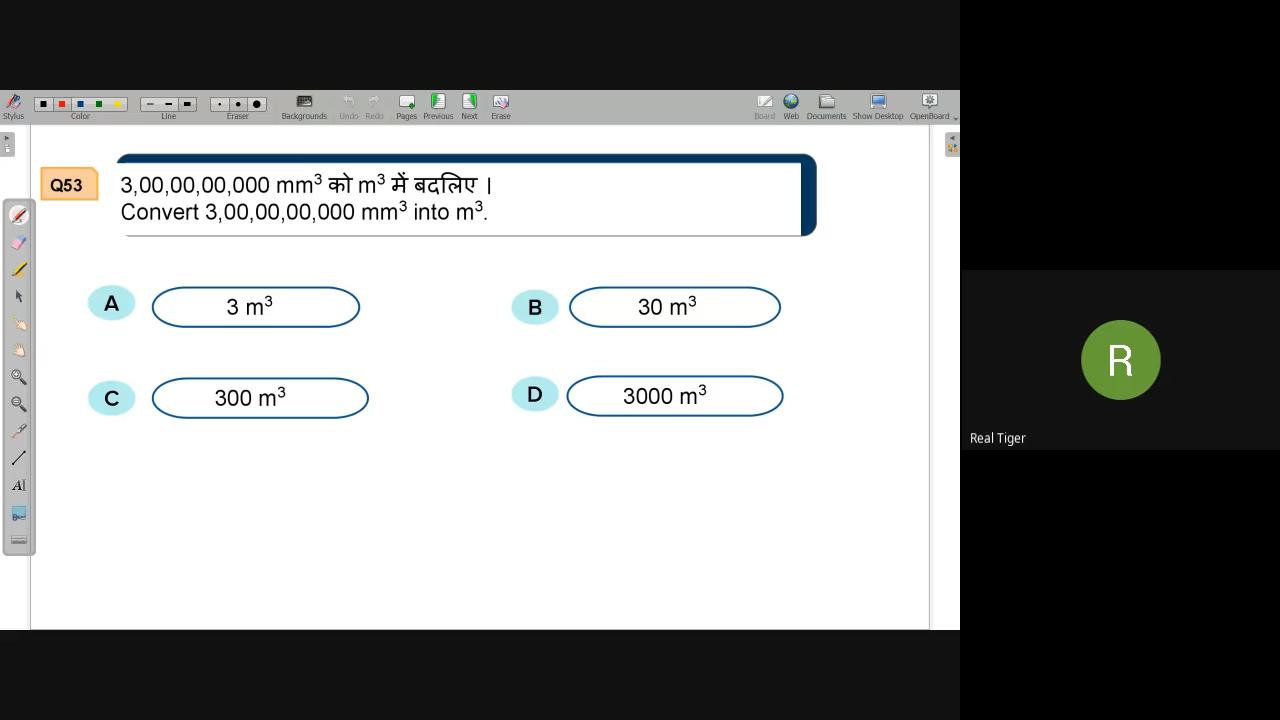 Stylus Color Line Eraser Backgrounds Undo Redo Pages Previous Next Erase Board Web Documents Show Desktop OpenBoard
Q53
3,00,00,00,000 mm³ को m³ में बदलिए ।
Convert 3,00,00,00,000 mm³ into m³.
A 3 m³
B 30 m³
C 300 m³
D 3000 m³
R
Real Tiger